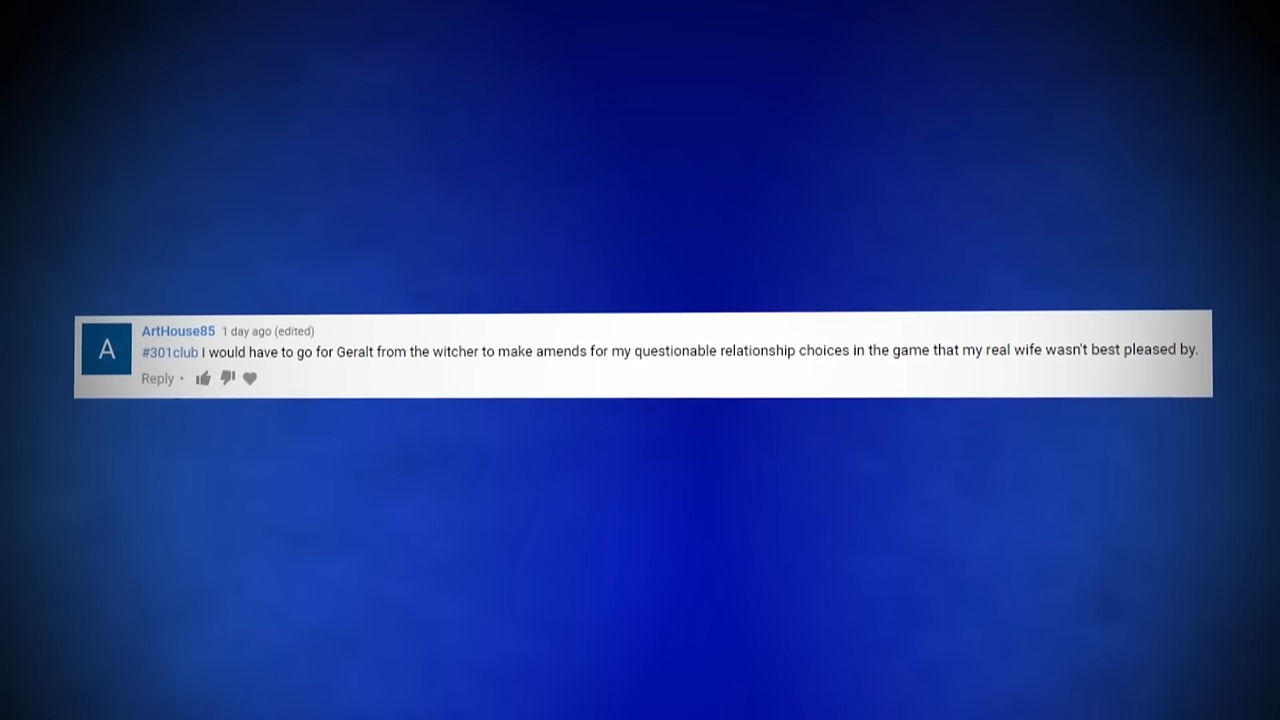 A
ArtHouse85 1 day ago (edited)
#301club I would have to go for Geralt from the witcher to make amends for my questionable relationship choices in the game that my real wife wasn't best pleased by.
Reply •